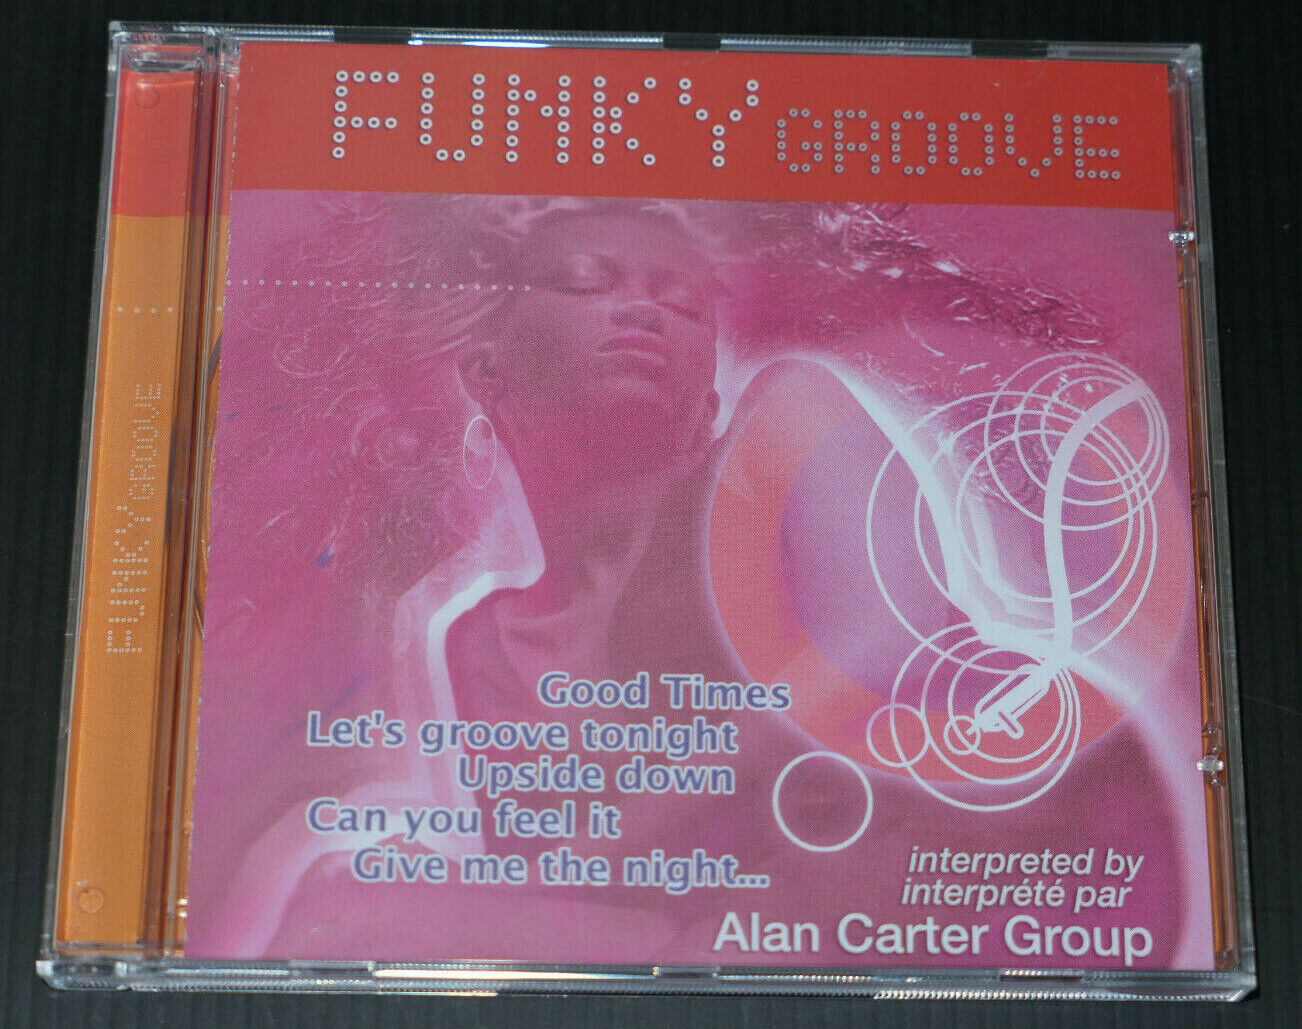 FUNKY GROOVE
FUNKY GROOVE
Good Times
Let's groove tonight
Upside down
Can you feel it
Give me the night...
interpreted by
interprété par
Alan Carter Group